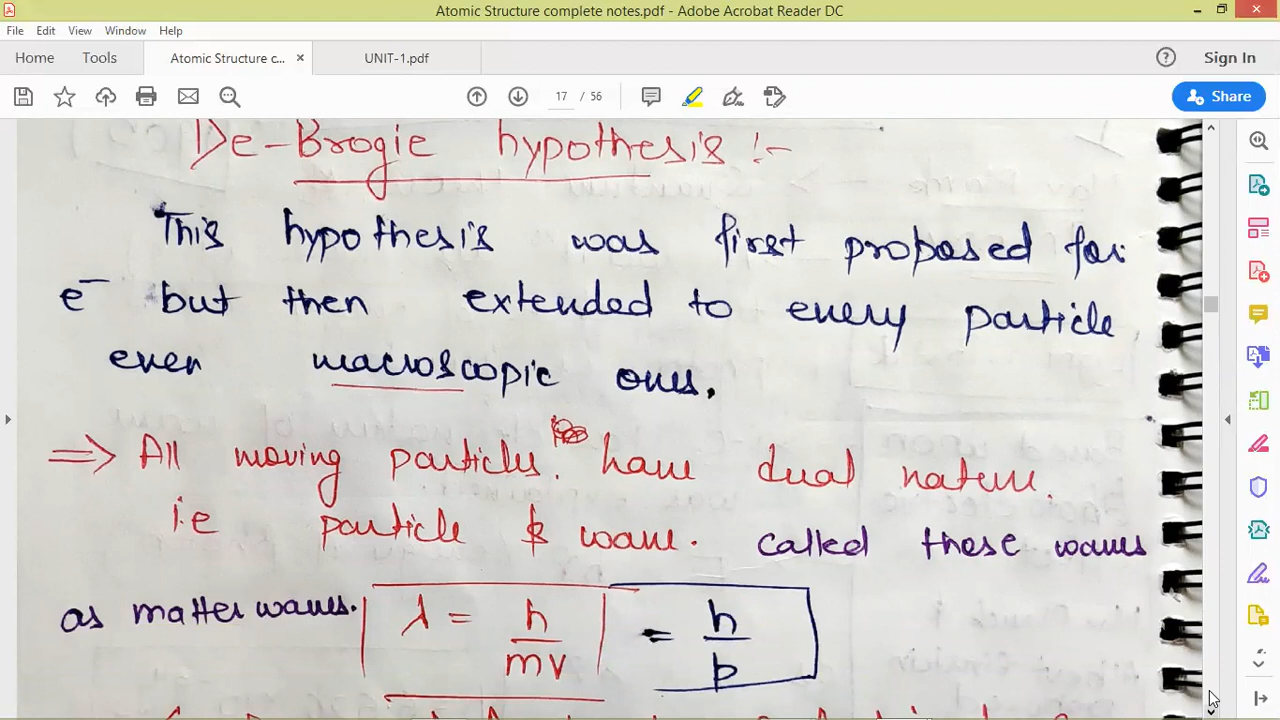 Atomic Structure complete notes.pdf - Adobe Acrobat Reader DC
File Edit View Window Help
Home Tools Atomic Structure c... × UNIT-1.pdf ? Sign In
17 / 56 Share
De-Brogie hypothesis :-
This hypothesis was first proposed for
e⁻ but then extended to every particle
even macroscopic ones.
⇒ All moving particles have dual nature.
i.e particle & wave. called these waves
as matter waves. λ = h/mv = h/p